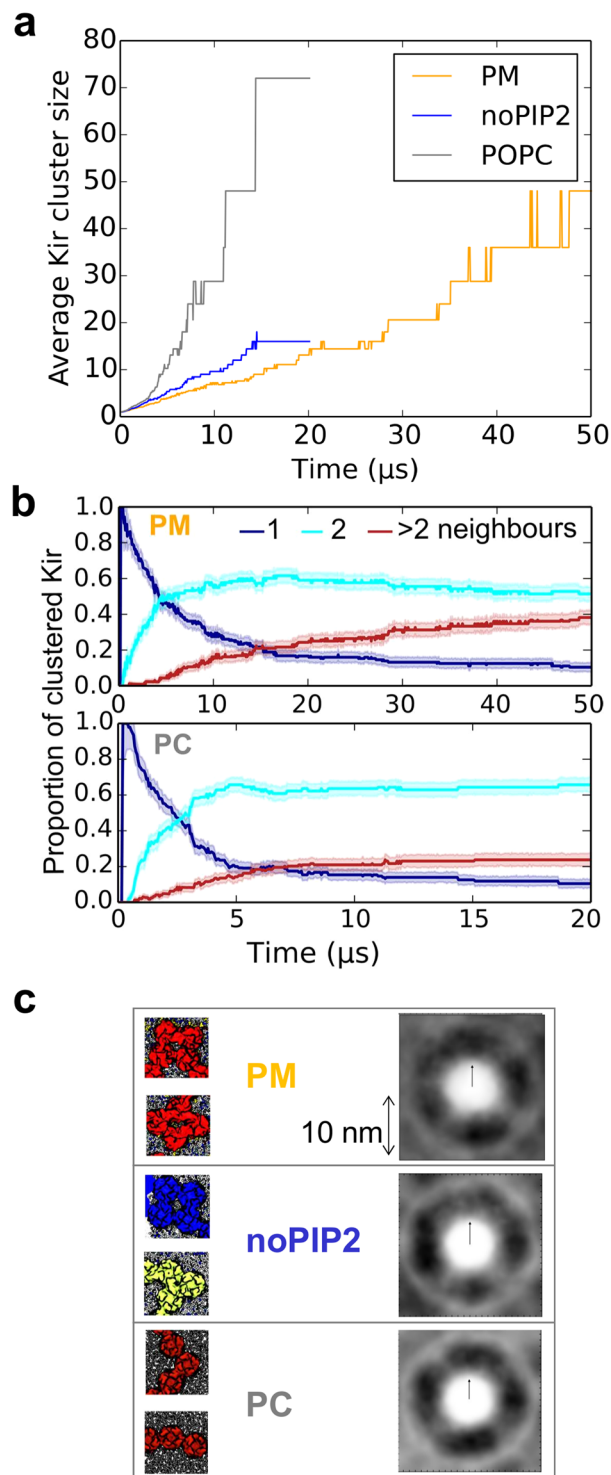 a
Average Kir cluster size
80
70
60
50
40
30
20
10
0
PM
noPIP2
POPC
0 10 20 30 40 50
Time (µs)
b
Proportion of clustered Kir
PM 1 2 >2 neighbours
1.0
0.8
0.6
0.4
0.2
0.0
0 10 20 30 40 50
PC
1.0
0.8
0.6
0.4
0.2
0.0
0 5 10 15 20
Time (µs)
c
PM
10 nm
noPIP2
PC